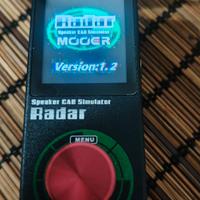 Radar
Speaker CAB Simulator
MOOER
Version:1.2
Speaker CAB Simulator
Radar
MENU